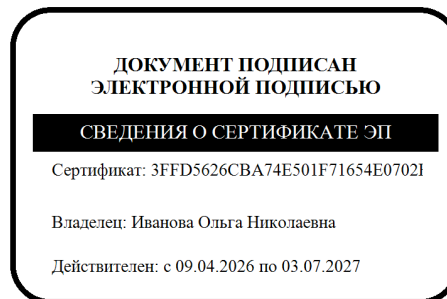 ДОКУМЕНТ ПОДПИСАН
ЭЛЕКТРОННОЙ ПОДПИСЬЮ
СВЕДЕНИЯ О СЕРТИФИКАТЕ ЭП
Сертификат: 3FFD5626CBA74E501F71654E0702
Владелец: Иванова Ольга Николаевна
Действителен: с 09.04.2026 по 03.07.2027